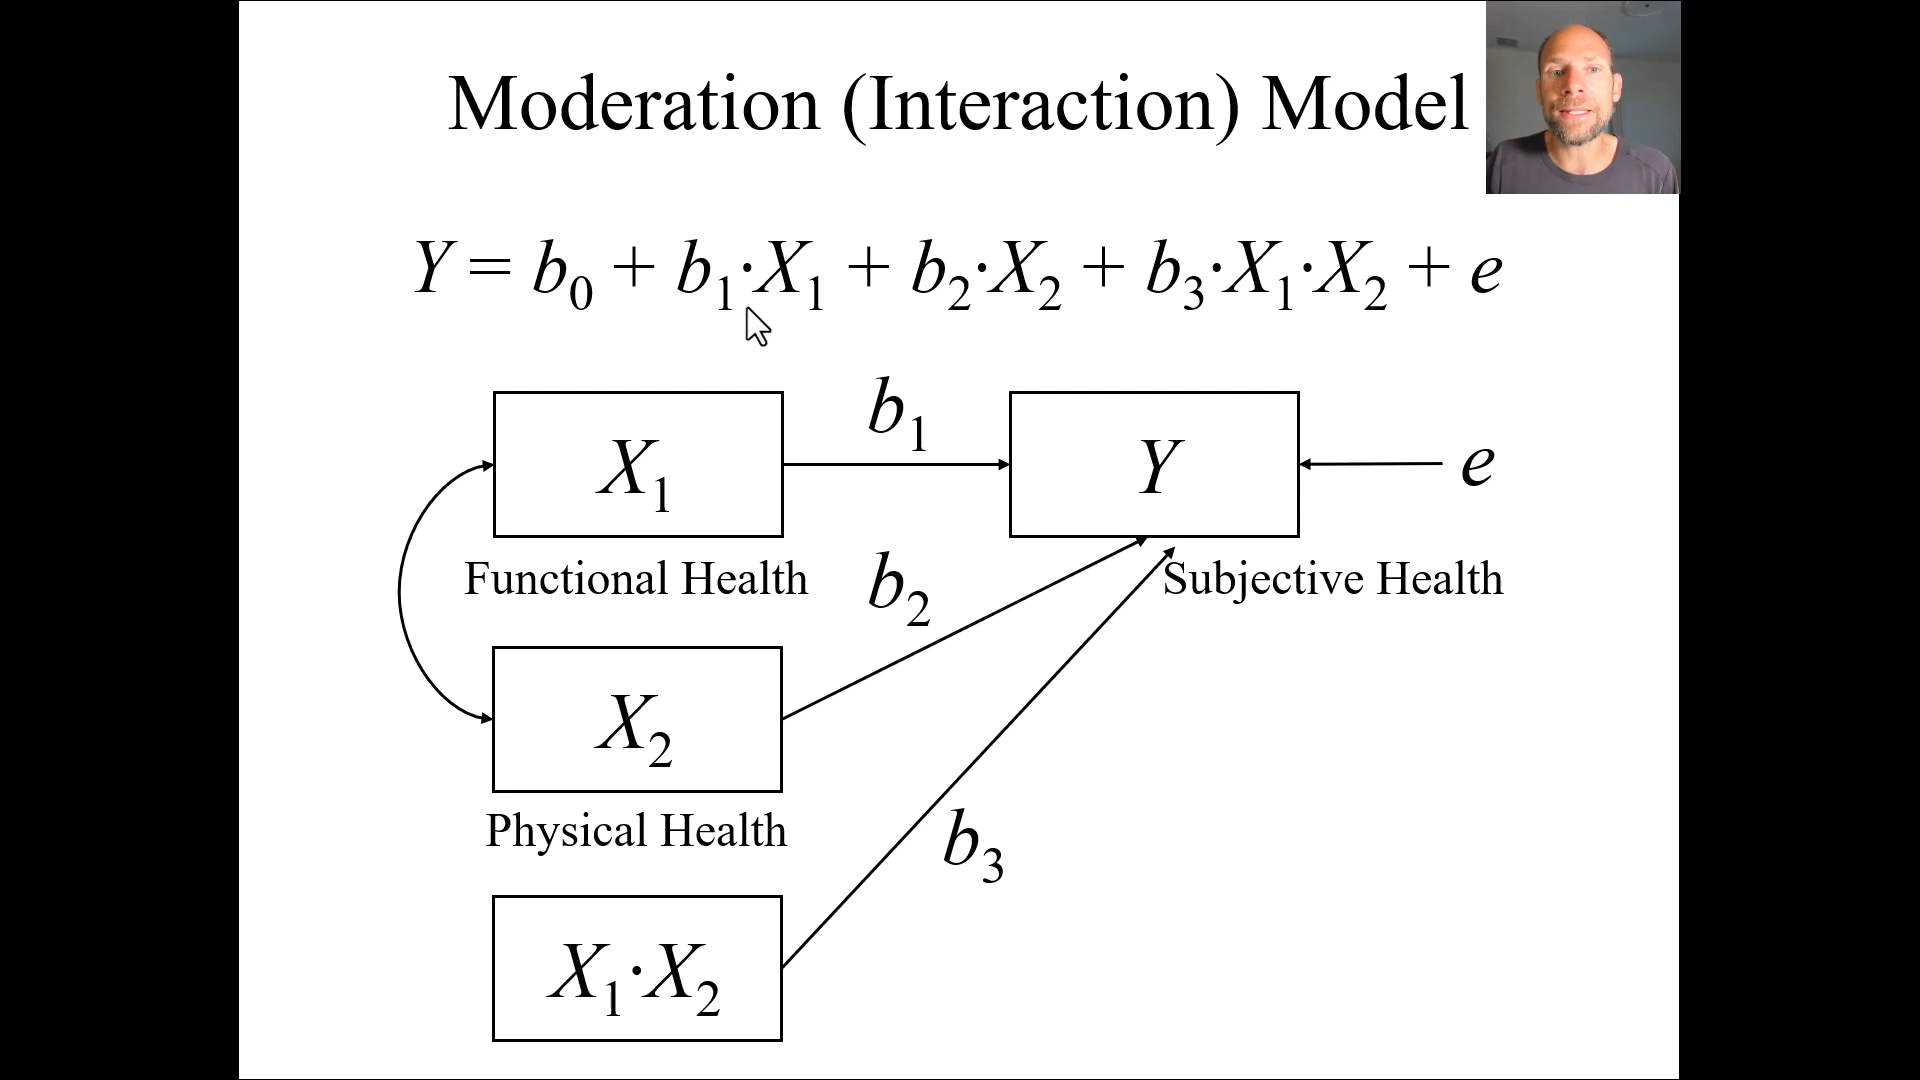 Moderation (Interaction) Model
Y = b₀ + b₁·X₁ + b₂·X₂ + b₃·X₁·X₂ + e
b₁
X₁
Y
e
Functional Health
b₂
Subjective Health
X₂
Physical Health
b₃
X₁·X₂